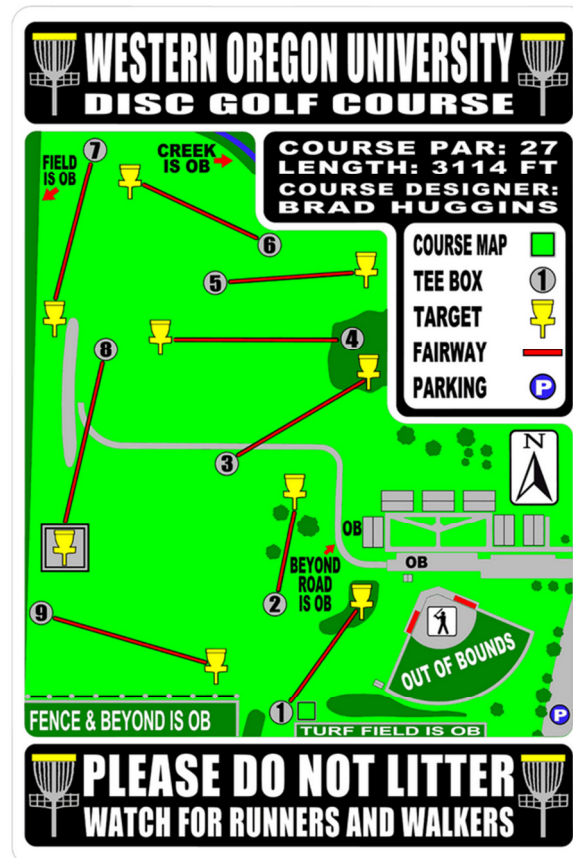 WESTERN OREGON UNIVERSITY
DISC GOLF COURSE
COURSE PAR: 27
LENGTH: 3114 FT
COURSE DESIGNER:
BRAD HUGGINS
7
FIELD
IS OB
CREEK
IS OB
6
5
COURSE MAP
TEE BOX 1
TARGET
FAIRWAY
PARKING P
4
8
3
N
OB
OB
BEYOND
ROAD
IS OB
2
9
OUT OF BOUNDS
1
P
FENCE & BEYOND IS OB
TURF FIELD IS OB
PLEASE DO NOT LITTER
WATCH FOR RUNNERS AND WALKERS